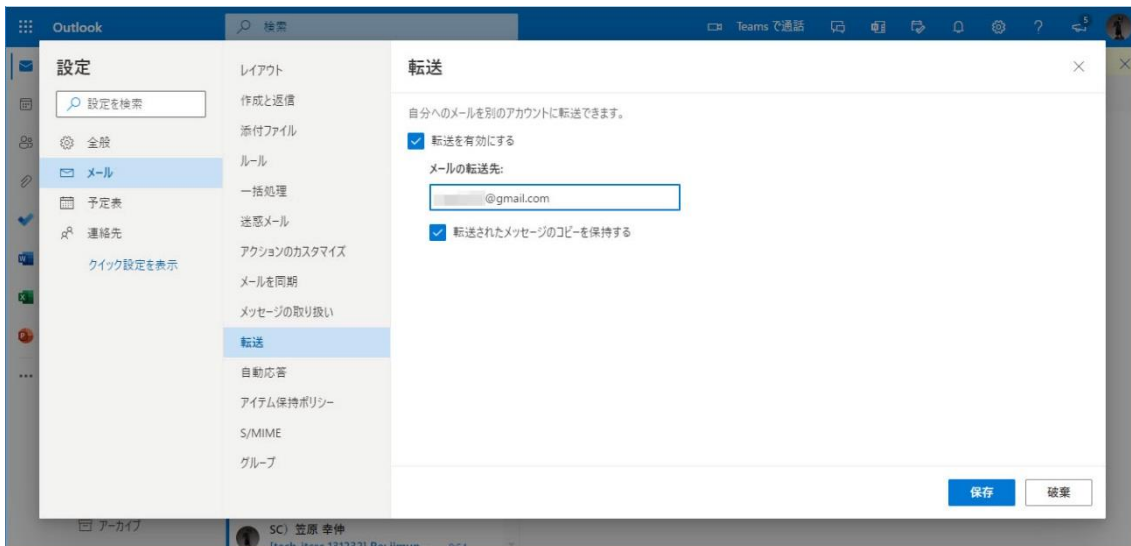 Outlook
検索
Teams で通話
5
設定
設定を検索
全般
メール
予定表
連絡先
クイック設定を表示
レイアウト
作成と返信
添付ファイル
ルール
一括処理
迷惑メール
アクションのカスタマイズ
メールを同期
メッセージの取り扱い
転送
自動応答
アイテム保持ポリシー
S/MIME
グループ
転送
自分へのメールを別のアカウントに転送できます。
転送を有効にする
メールの転送先:
@gmail.com
転送されたメッセージのコピーを保持する
保存
破棄
アーカイブ
SC）笠原 幸伸